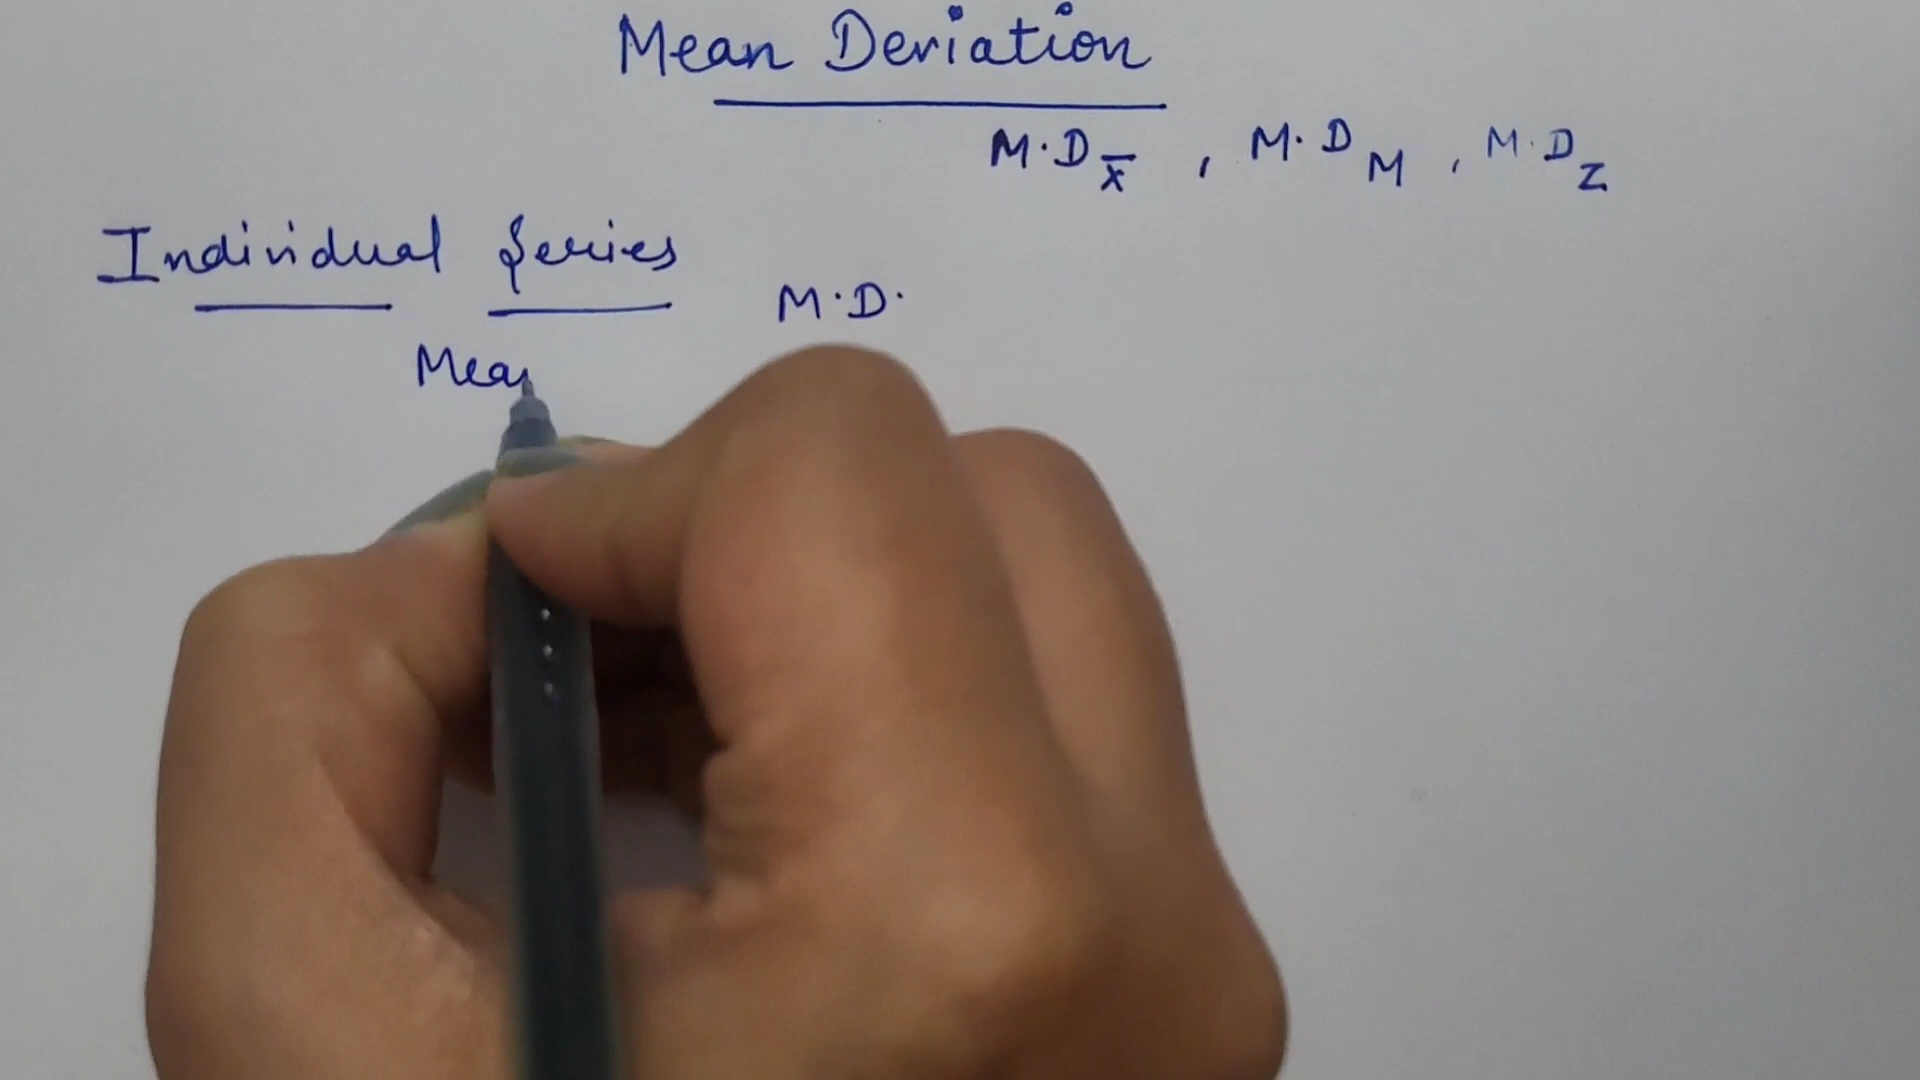 Mean Deviation
M.D x̅ , M.D M , M.D Z
Individual Series
M.D.
Mea